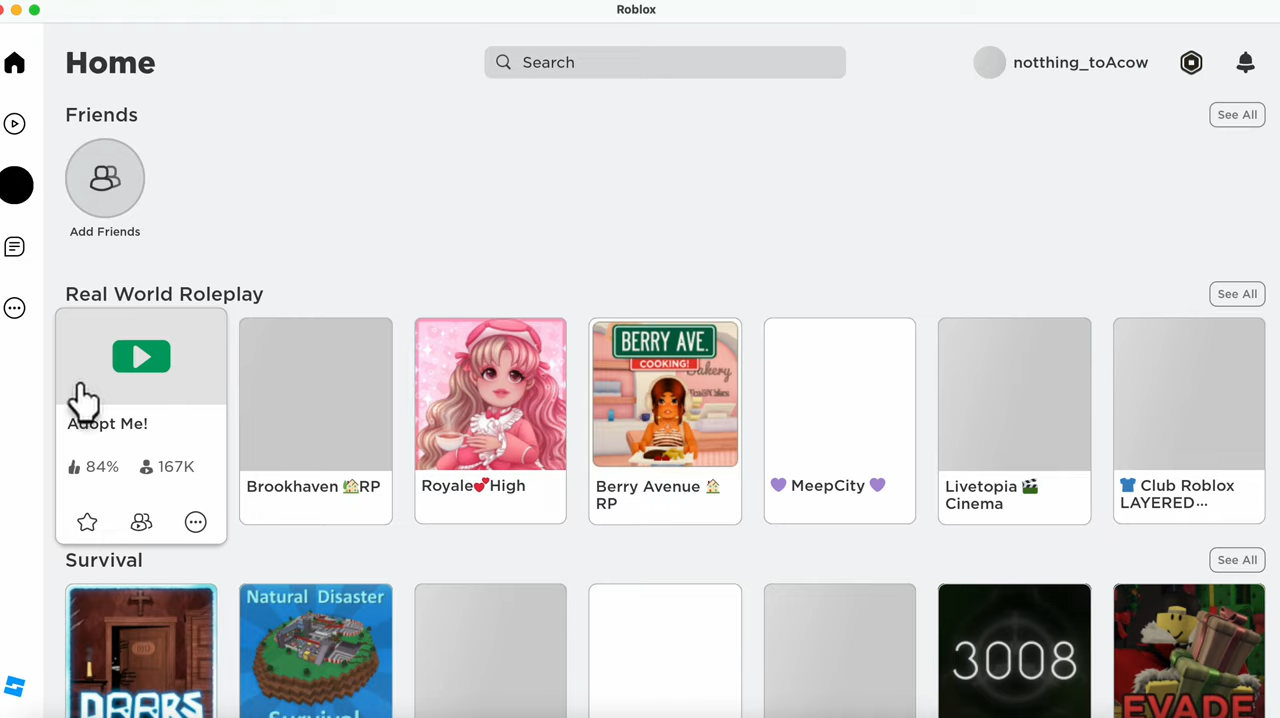 Roblox
Home
Search
notthing_toAcow
Friends
See All
Add Friends
Real World Roleplay
See All
BERRY AVE.
COOKING!
Bakery
Adopt Me!
84% 167K
Brookhaven 🏡RP
Royale💕High
Berry Avenue 🏠
RP
💜 MeepCity 💜
Livetopia 🎬
Cinema
👕 Club Roblox
LAYERED…
Survival
See All
DOORS
Natural Disaster
Survival
3008
EVADE